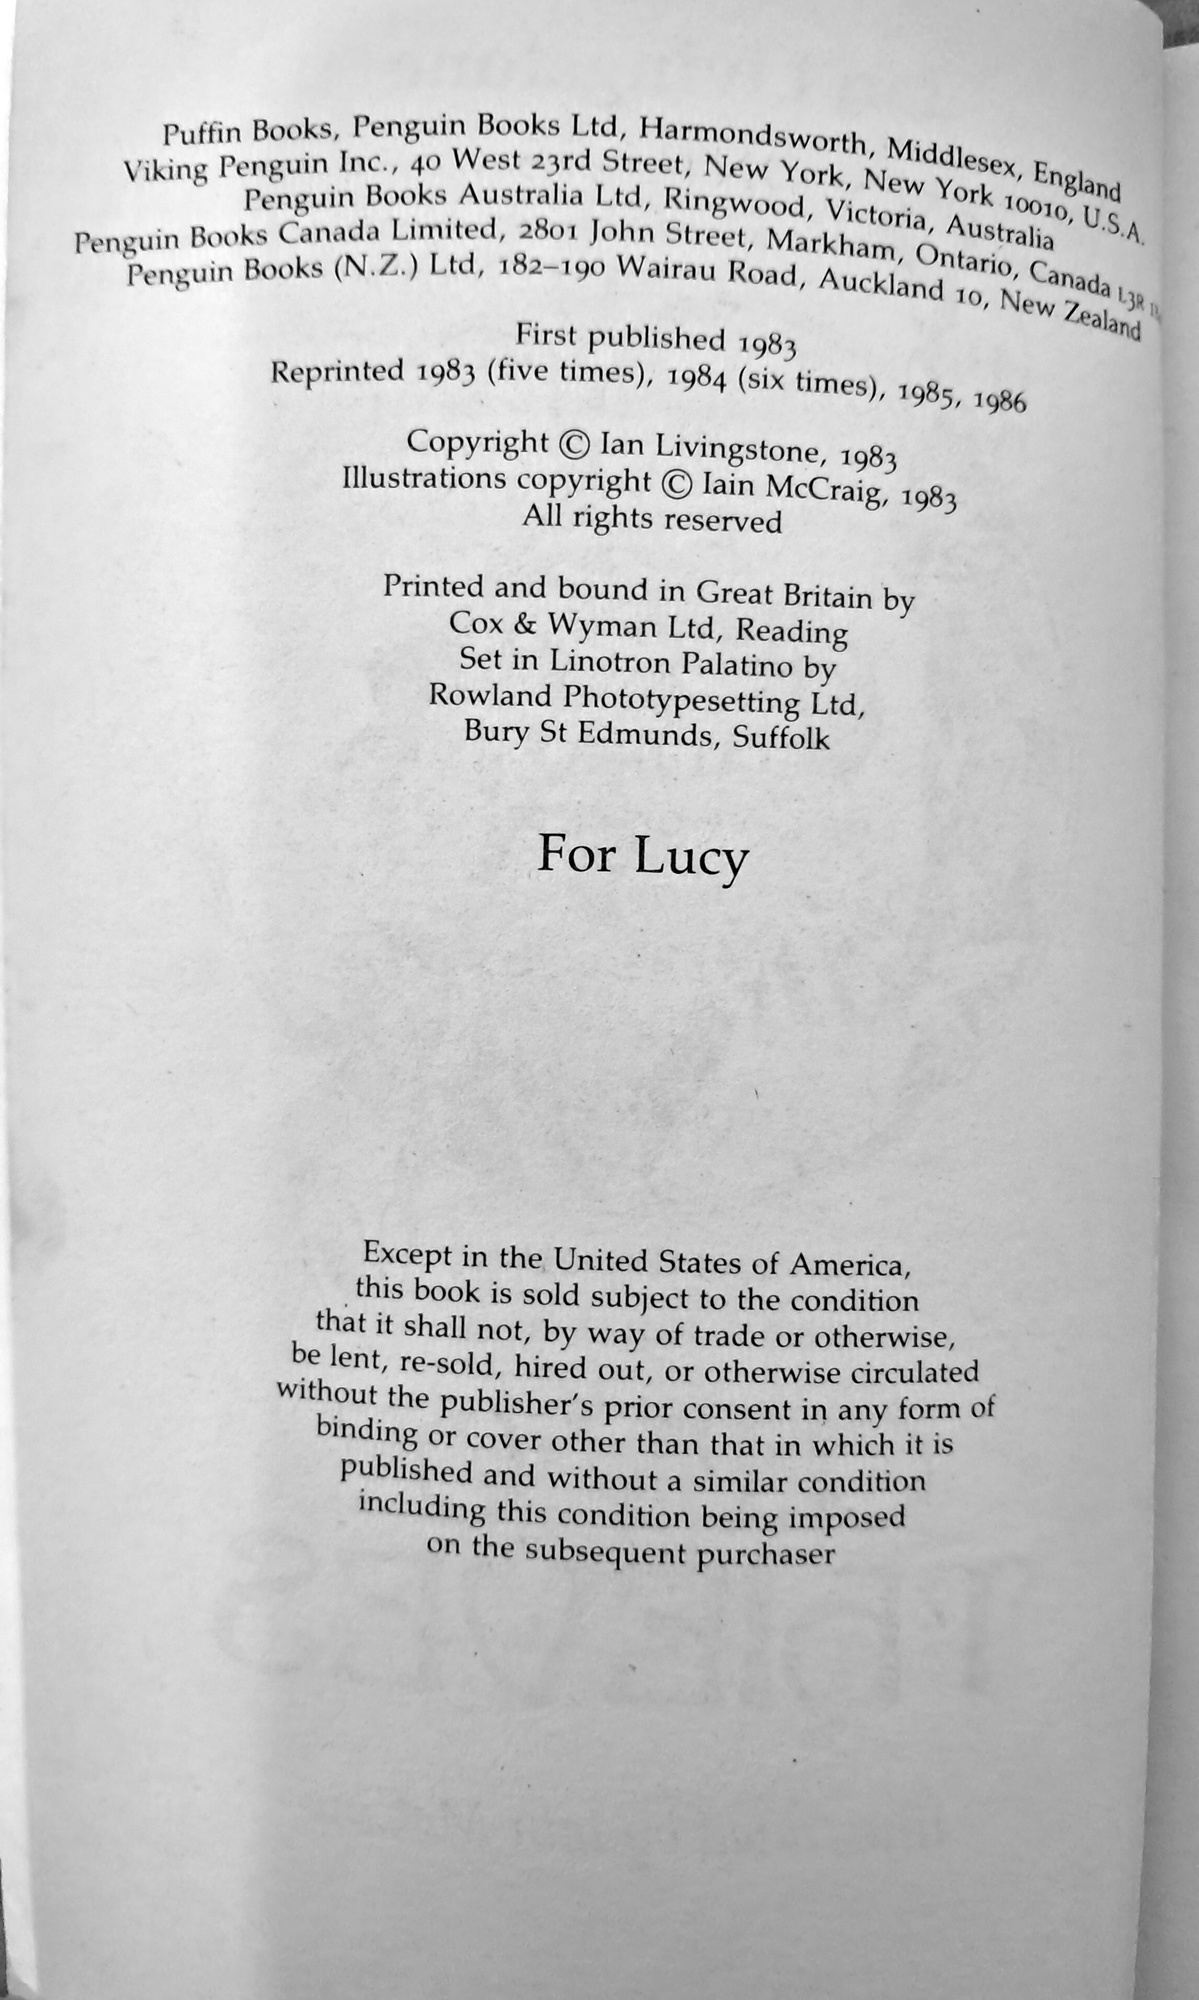 Puffin Books, Penguin Books Ltd, Harmondsworth, Middlesex, England
Viking Penguin Inc., 40 West 23rd Street, New York, New York 10010, U.S.A.
Penguin Books Australia Ltd, Ringwood, Victoria, Australia
Penguin Books Canada Limited, 2801 John Street, Markham, Ontario, Canada L3R
Penguin Books (N.Z.) Ltd, 182–190 Wairau Road, Auckland 10, New Zealand
First published 1983
Reprinted 1983 (five times), 1984 (six times), 1985, 1986
Copyright © Ian Livingstone, 1983
Illustrations copyright © Iain McCraig, 1983
All rights reserved
Printed and bound in Great Britain by
Cox & Wyman Ltd, Reading
Set in Linotron Palatino by
Rowland Phototypesetting Ltd,
Bury St Edmunds, Suffolk
For Lucy
Except in the United States of America,
this book is sold subject to the condition
that it shall not, by way of trade or otherwise,
be lent, re-sold, hired out, or otherwise circulated
without the publisher's prior consent in any form of
binding or cover other than that in which it is
published and without a similar condition
including this condition being imposed
on the subsequent purchaser